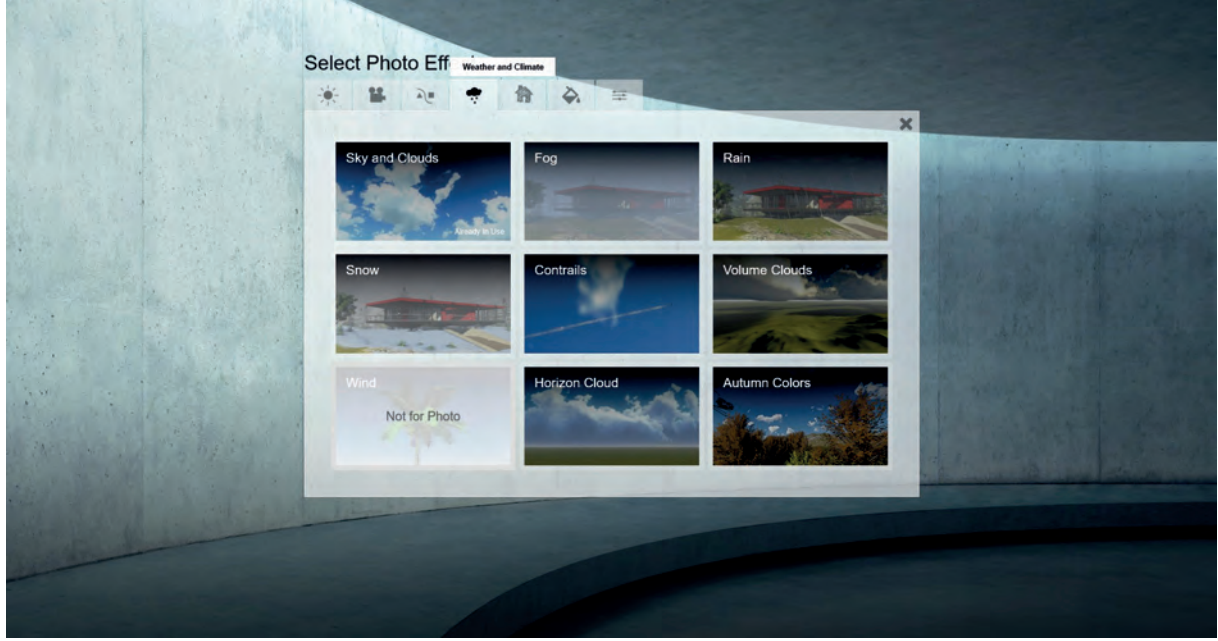 Select Photo Eff
Weather and Climate
Sky and Clouds
Already In Use
Fog
Rain
Snow
Contrails
Volume Clouds
Wind
Not for Photo
Horizon Cloud
Autumn Colors